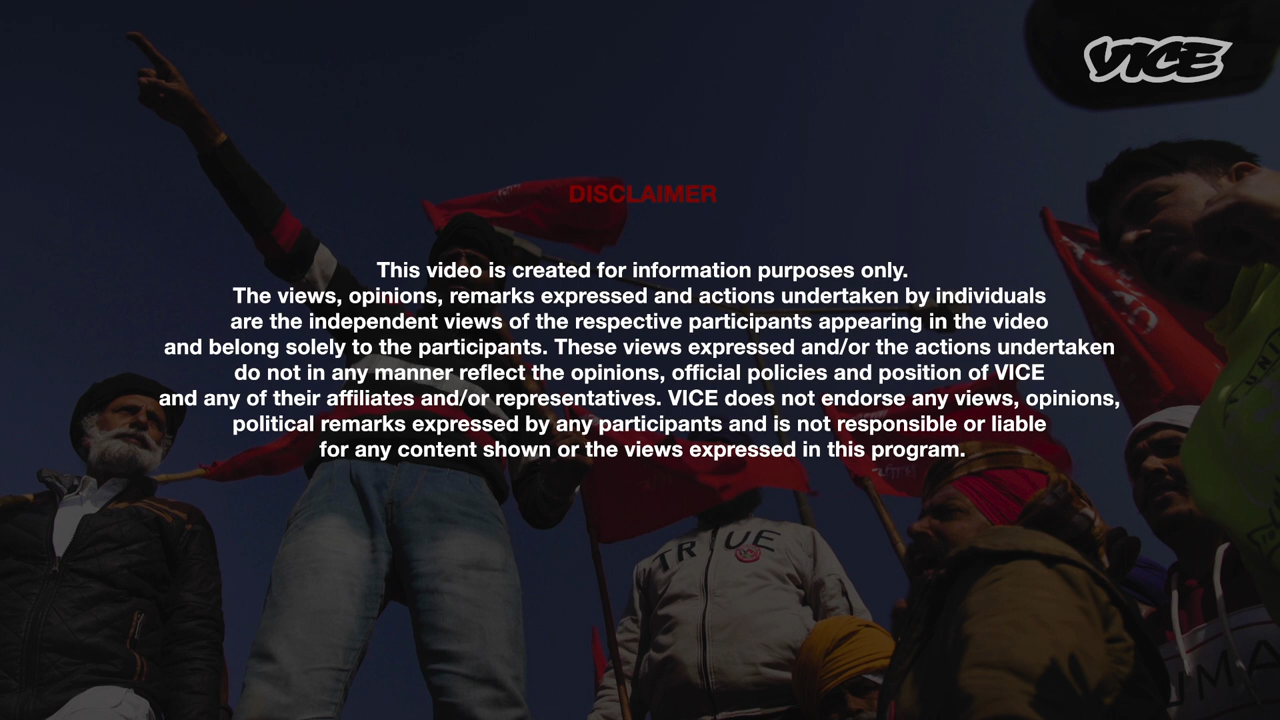 VICE
DISCLAIMER
This video is created for information purposes only.
The views, opinions, remarks expressed and actions undertaken by individuals
are the independent views of the respective participants appearing in the video
and belong solely to the participants. These views expressed and/or the actions undertaken
do not in any manner reflect the opinions, official policies and position of VICE
and any of their affiliates and/or representatives. VICE does not endorse any views, opinions,
political remarks expressed by any participants and is not responsible or liable
for any content shown or the views expressed in this program.
TRUE